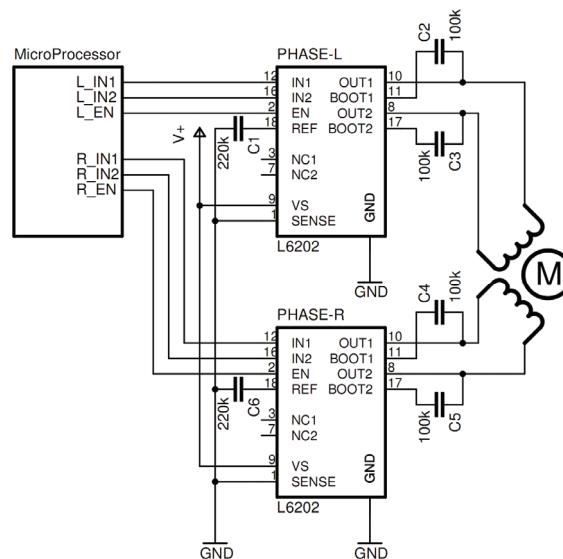 MicroProcessor
L_IN1
L_IN2
L_EN
R_IN1
R_IN2
R_EN
V+
220k
C1
PHASE-L
12 IN1
16 IN2
2 EN
18 REF
3 NC1
7 NC2
9 VS
1 SENSE
OUT1 10
BOOT1 11
OUT2 8
BOOT2 17
GND
L6202
GND
C2
100k
100k
C3
M
PHASE-R
12 IN1
16 IN2
2 EN
18 REF
3 NC1
7 NC2
9 VS
1 SENSE
OUT1 10
BOOT1 11
OUT2 8
BOOT2 17
GND
L6202
220k
C6
C4
100k
100k
C5
GND
GND